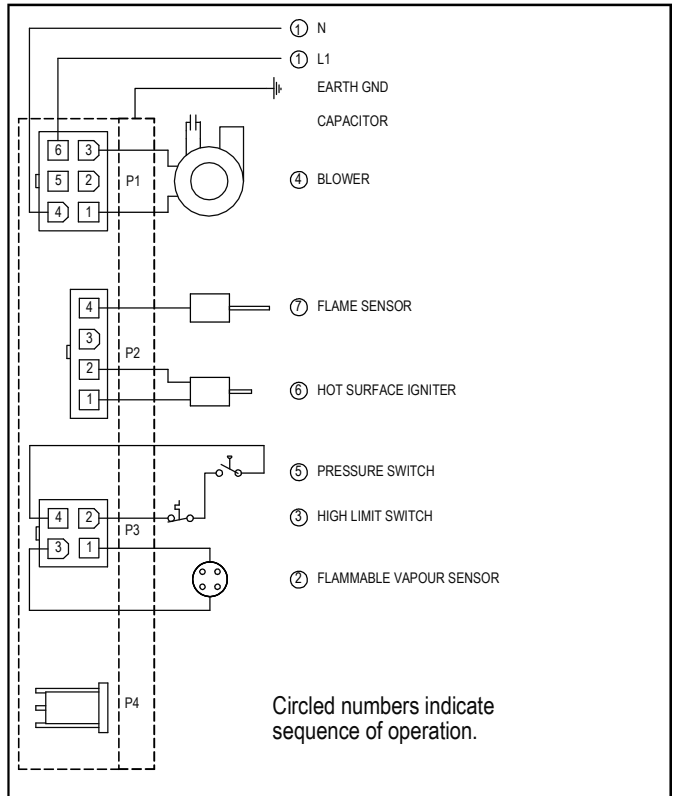 ① N
① L1
EARTH GND
CAPACITOR
6 3
5 2 P1
④ BLOWER
4 1
4
⑦ FLAME SENSOR
3
P2
2
⑥ HOT SURFACE IGNITER
1
⑤ PRESSURE SWITCH
4 2
③ HIGH LIMIT SWITCH
P3
3 1
② FLAMMABLE VAPOUR SENSOR
P4
Circled numbers indicate
sequence of operation.